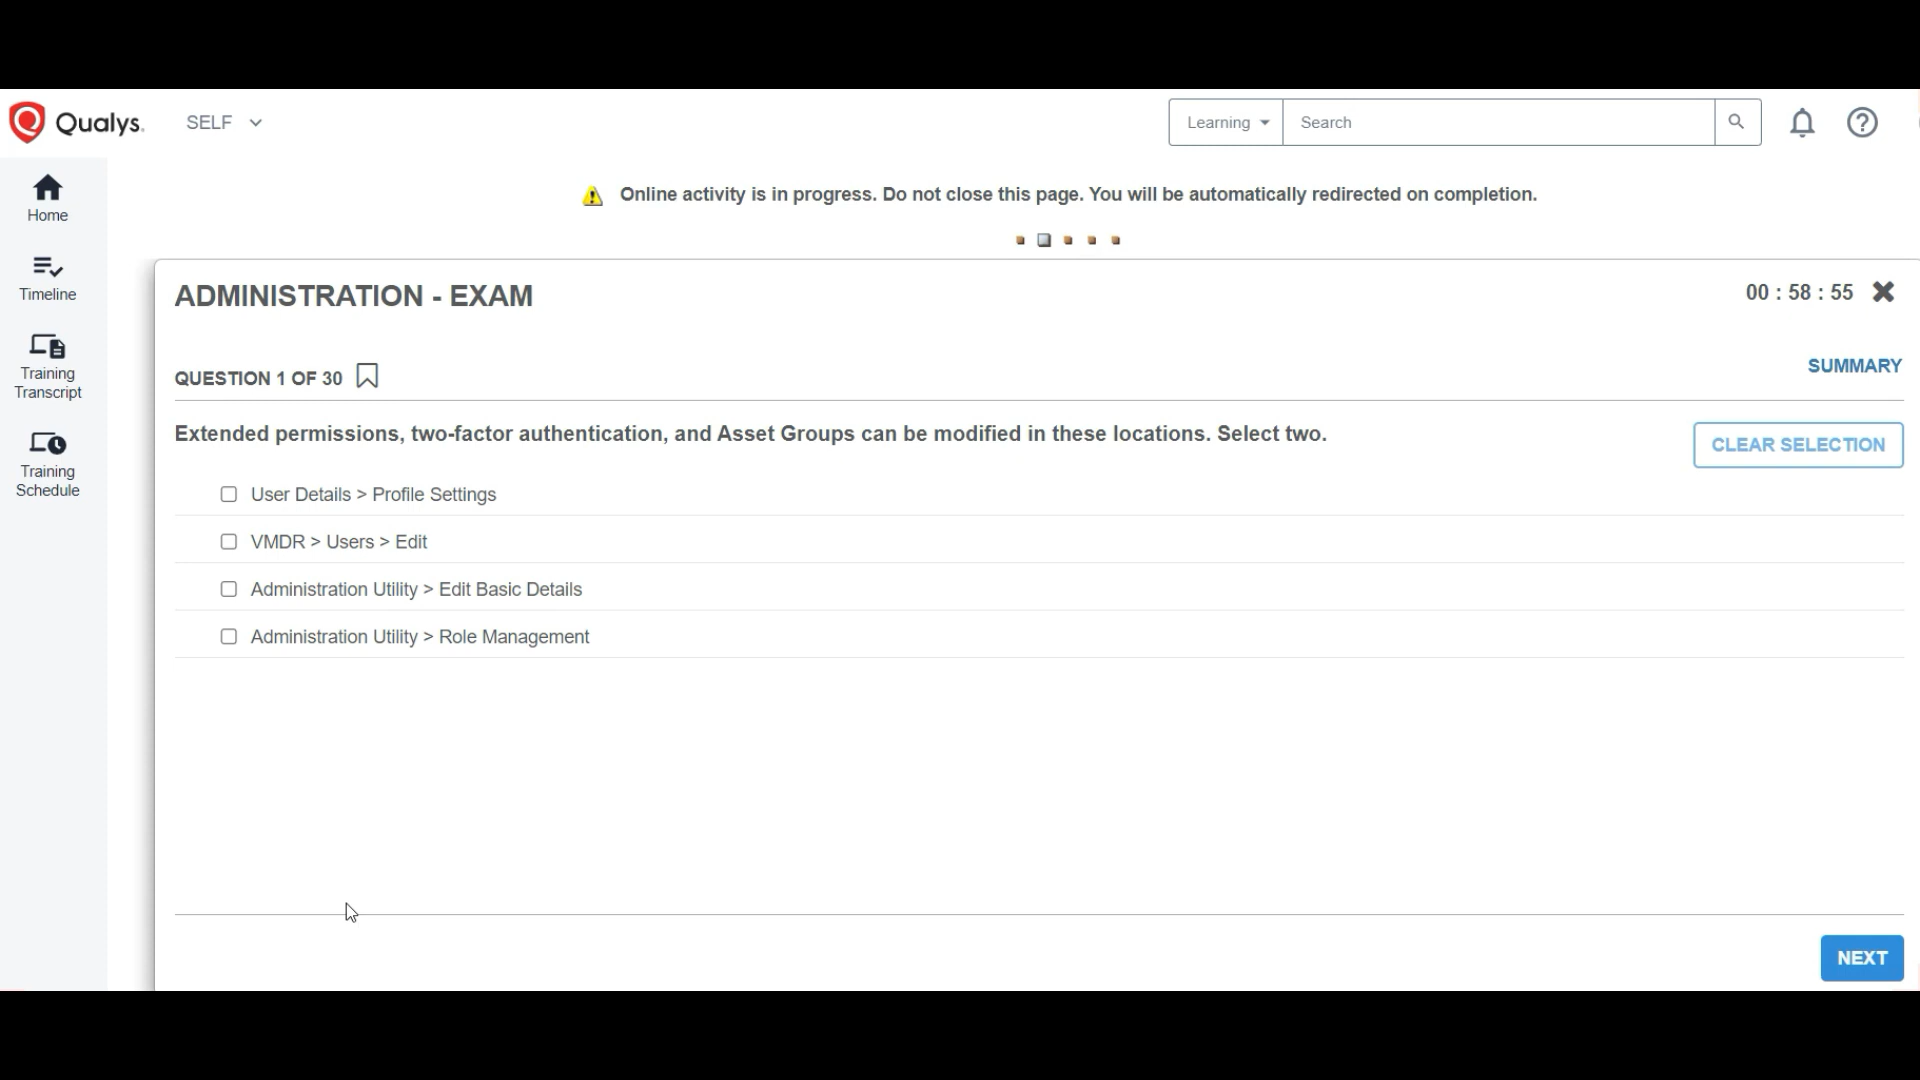 Qualys.
SELF
Learning
Search
Home
Timeline
Training
Transcript
Training
Schedule
Online activity is in progress. Do not close this page. You will be automatically redirected on completion.
ADMINISTRATION - EXAM
00 : 58 : 55
QUESTION 1 OF 30
SUMMARY
Extended permissions, two-factor authentication, and Asset Groups can be modified in these locations. Select two.
CLEAR SELECTION
User Details > Profile Settings
VMDR > Users > Edit
Administration Utility > Edit Basic Details
Administration Utility > Role Management
NEXT